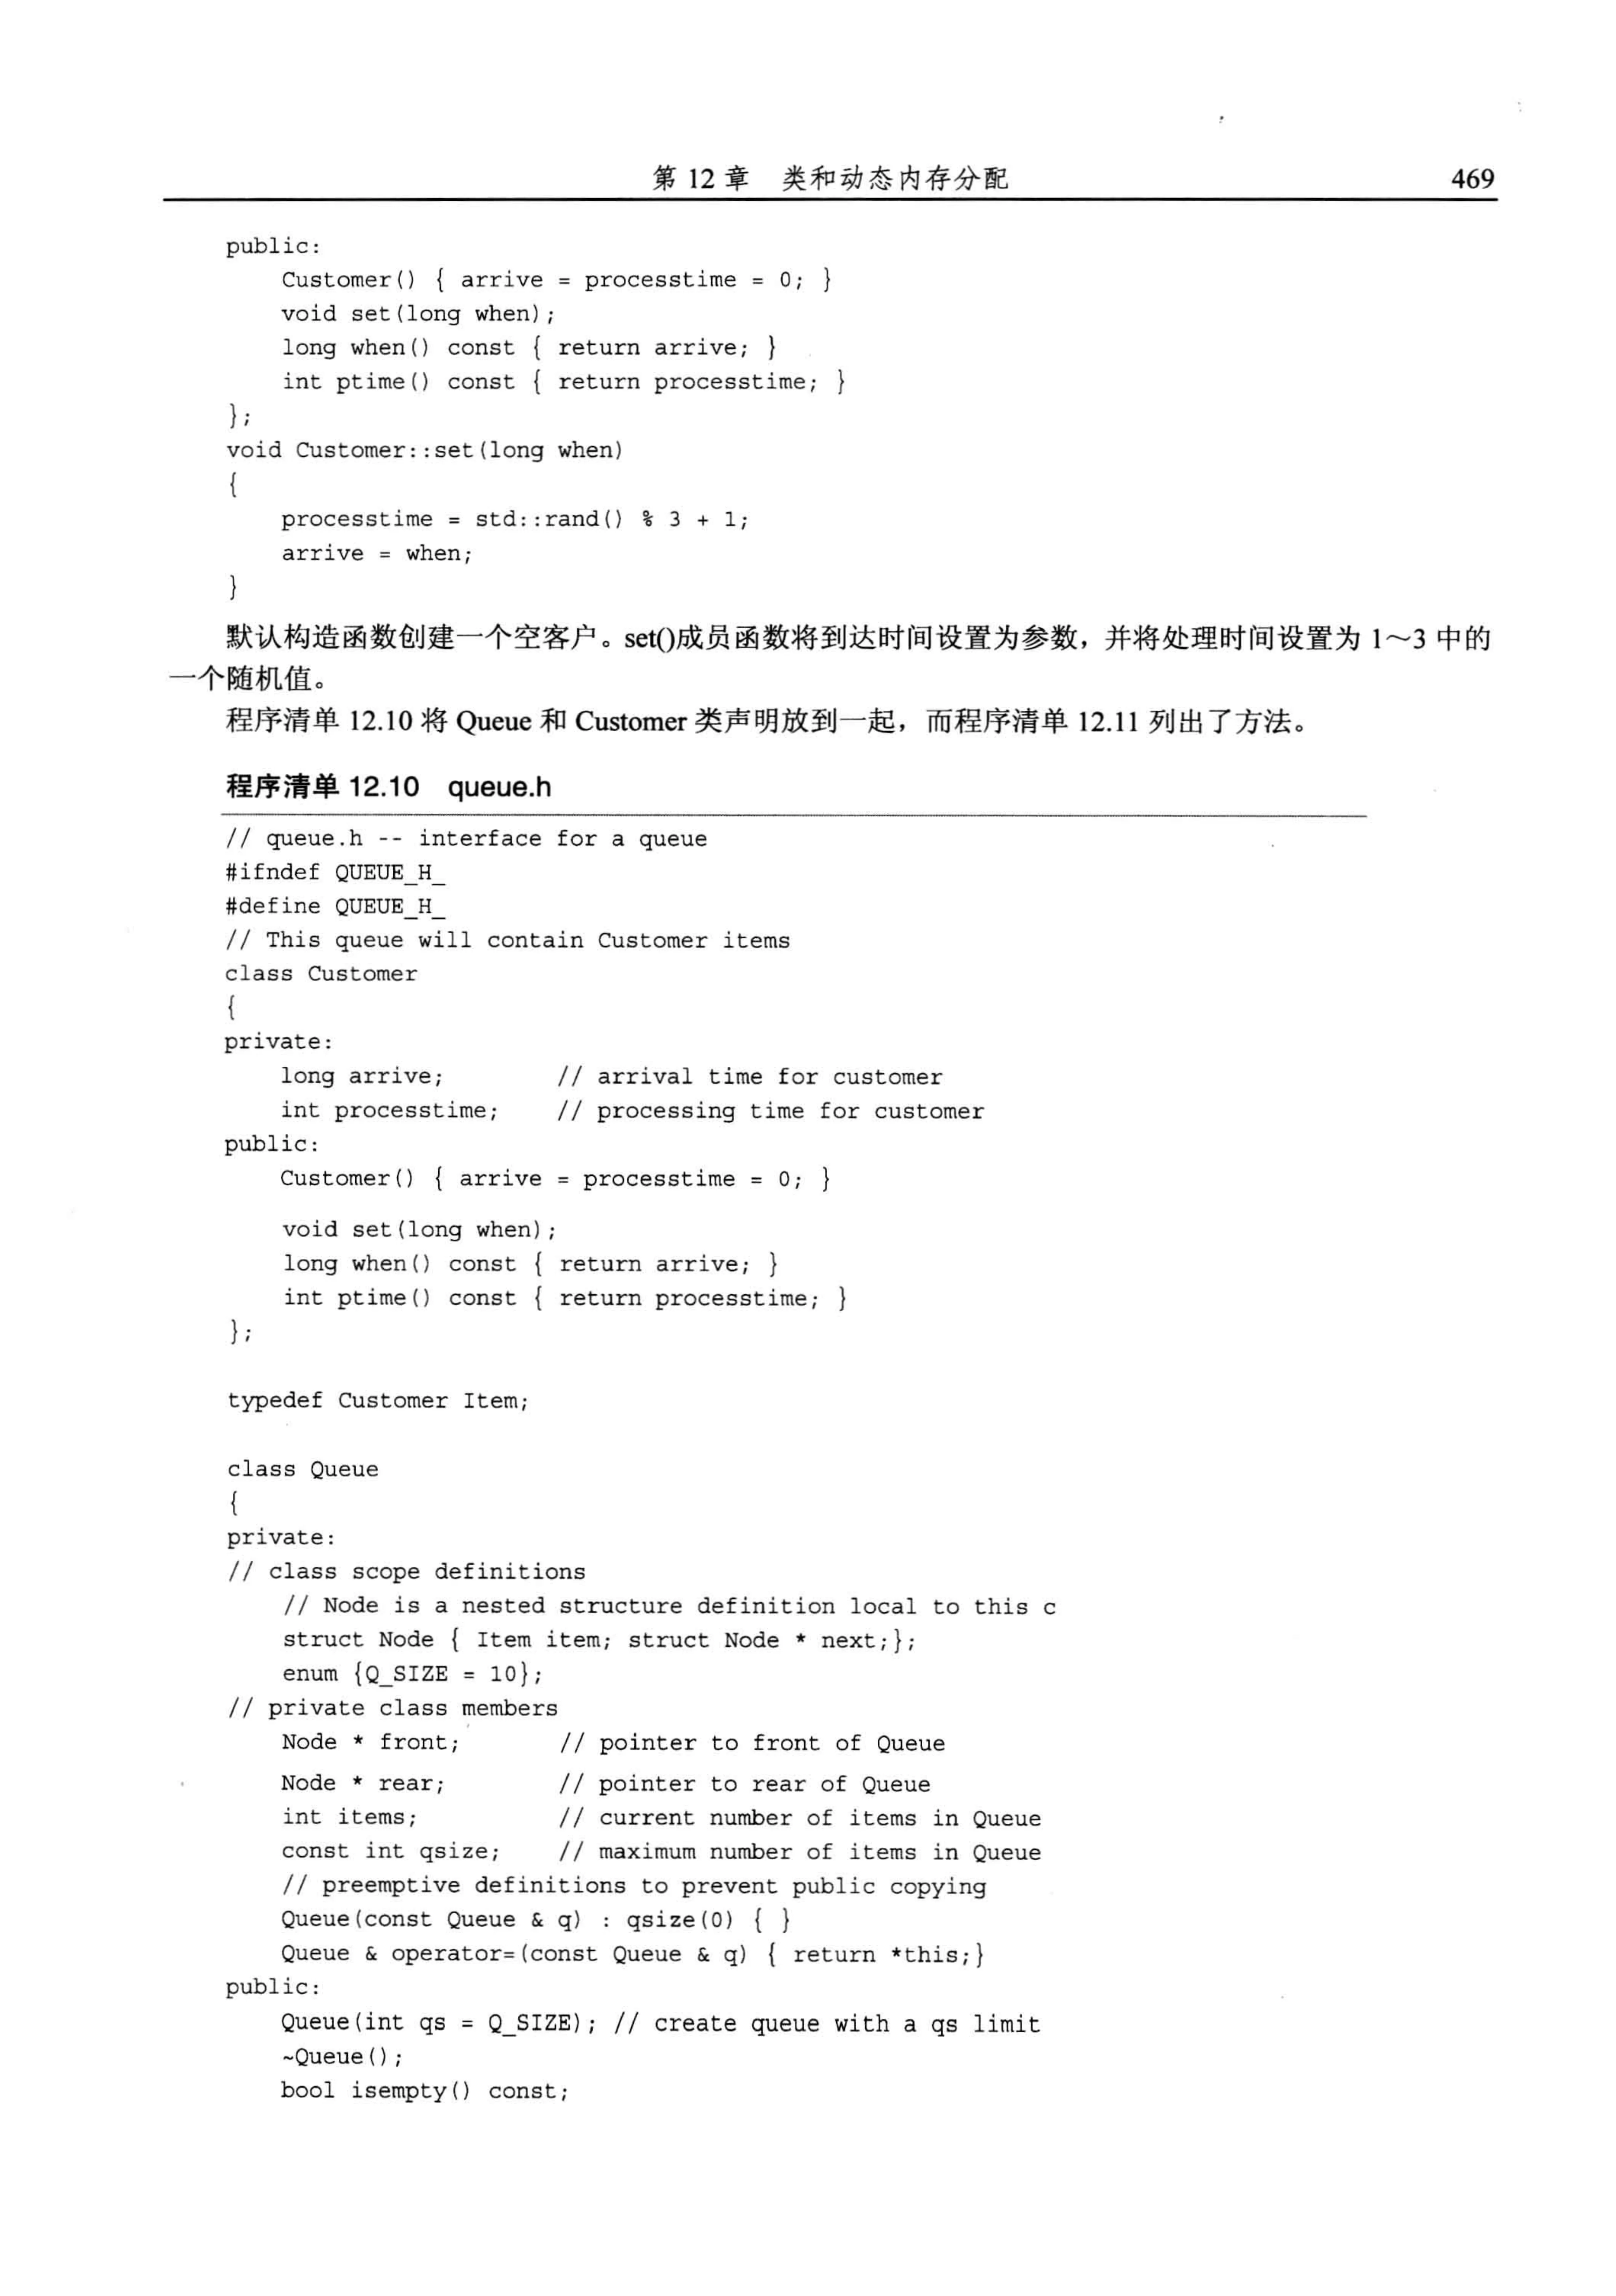 第 12 章 类和动态内存分配 469
public:
    Customer() { arrive = processtime = 0; }
    void set(long when);
    long when() const { return arrive; }
    int ptime() const { return processtime; }
};
void Customer::set(long when)
{
    processtime = std::rand() % 3 + 1;
    arrive = when;
}
默认构造函数创建一个空客户。set()成员函数将到达时间设置为参数，并将处理时间设置为 1～3 中的
一个随机值。
程序清单 12.10 将 Queue 和 Customer 类声明放到一起，而程序清单 12.11 列出了方法。
程序清单 12.10 queue.h
// queue.h -- interface for a queue
#ifndef QUEUE_H_
#define QUEUE_H_
// This queue will contain Customer items
class Customer
{
private:
    long arrive;        // arrival time for customer
    int processtime;    // processing time for customer
public:
    Customer() { arrive = processtime = 0; }
    void set(long when);
    long when() const { return arrive; }
    int ptime() const { return processtime; }
};
typedef Customer Item;
class Queue
{
private:
// class scope definitions
    // Node is a nested structure definition local to this c
    struct Node { Item item; struct Node * next;};
    enum {Q_SIZE = 10};
// private class members
    Node * front;       // pointer to front of Queue
    Node * rear;        // pointer to rear of Queue
    int items;          // current number of items in Queue
    const int qsize;    // maximum number of items in Queue
    // preemptive definitions to prevent public copying
    Queue(const Queue & q) : qsize(0) { }
    Queue & operator=(const Queue & q) { return *this;}
public:
    Queue(int qs = Q_SIZE); // create queue with a qs limit
    ~Queue();
    bool isempty() const;